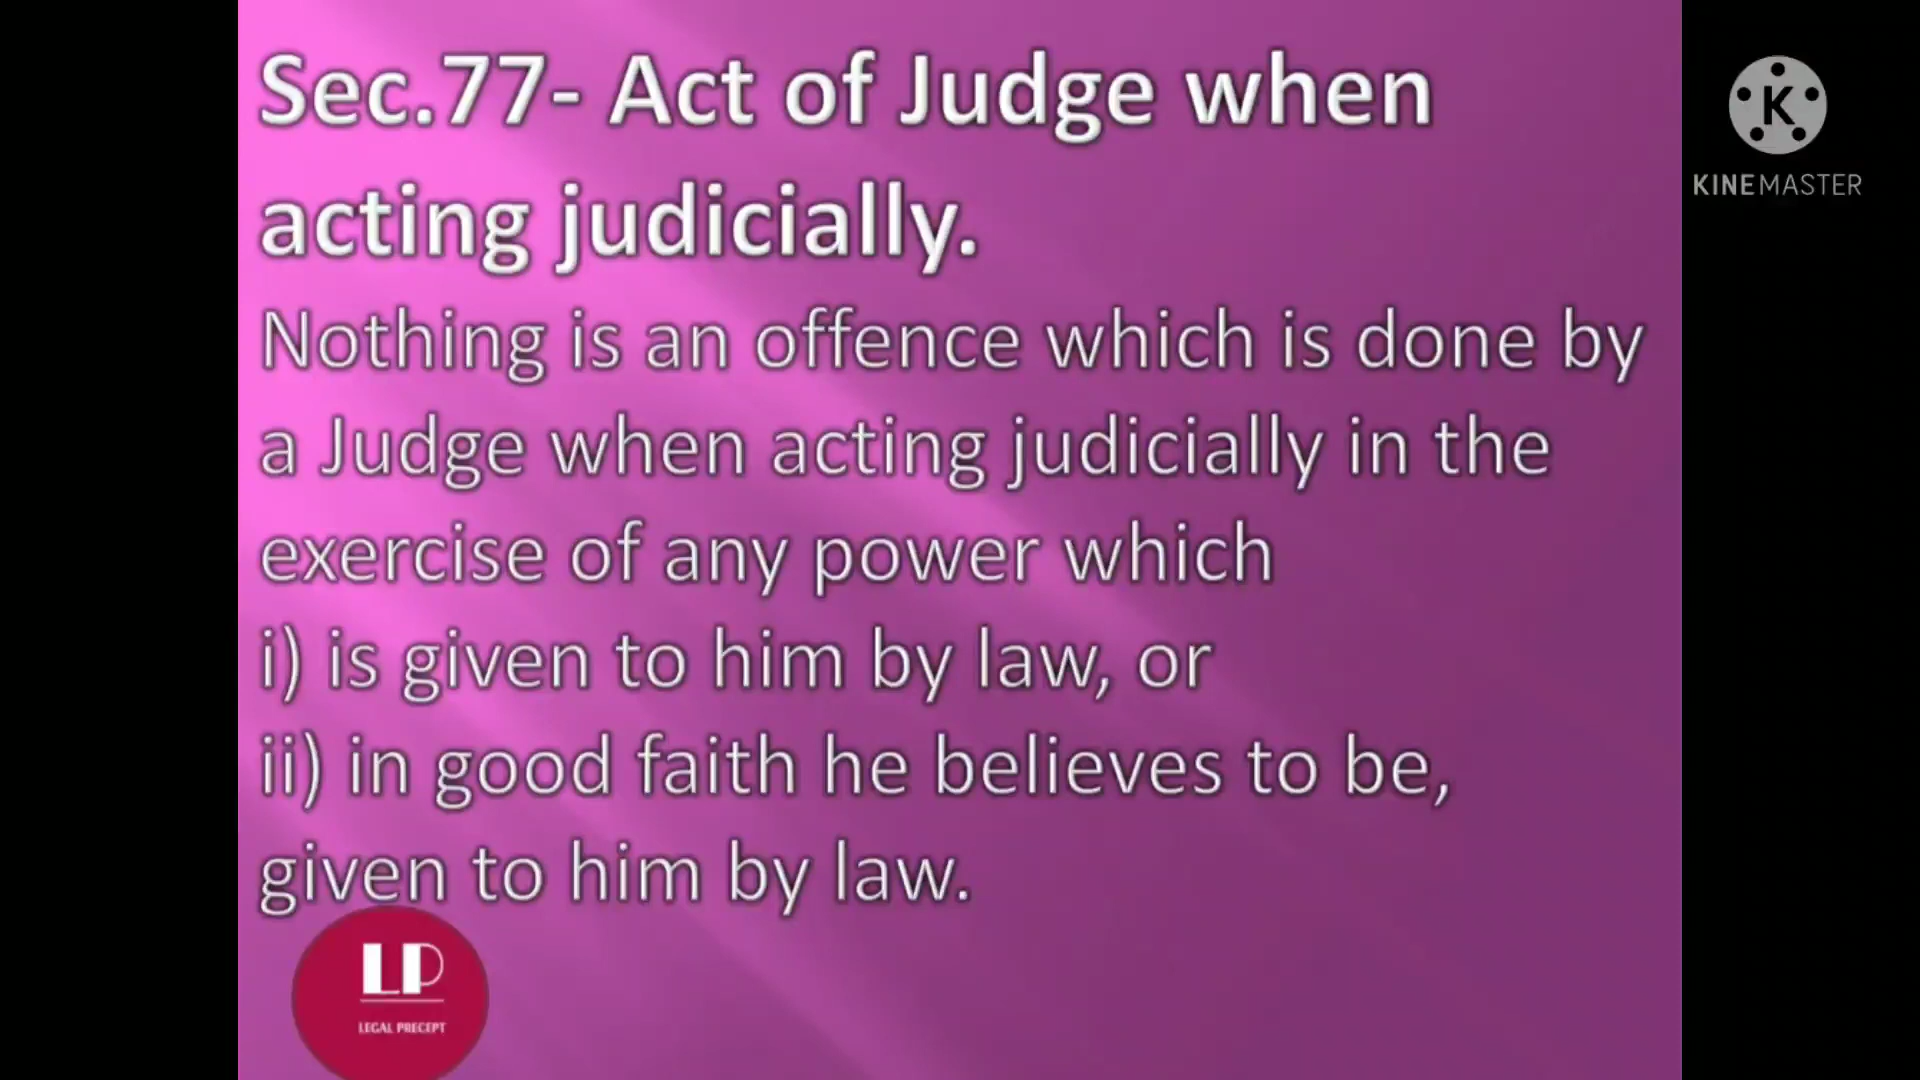 Sec.77- Act of Judge when
acting judicially.
Nothing is an offence which is done by
a Judge when acting judicially in the
exercise of any power which
i) is given to him by law, or
ii) in good faith he believes to be,
given to him by law.
K
KINEMASTER
LP
LEGAL PRECEPT